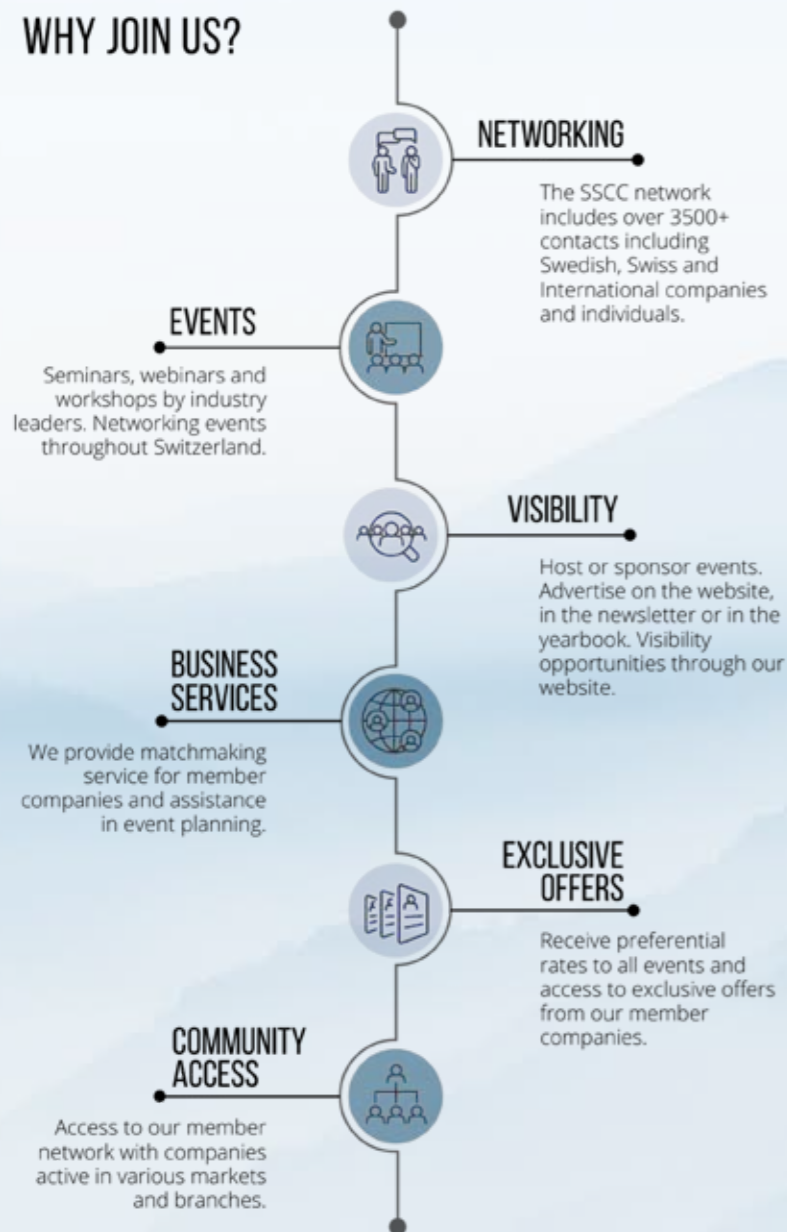 WHY JOIN US?
NETWORKING
The SSCC network
includes over 3500+
contacts including
Swedish, Swiss and
International companies
and individuals.
EVENTS
Seminars, webinars and
workshops by industry
leaders. Networking events
throughout Switzerland.
VISIBILITY
Host or sponsor events.
Advertise on the website,
in the newsletter or in the
yearbook. Visibility
opportunities through our
website.
BUSINESS
SERVICES
We provide matchmaking
service for member
companies and assistance
in event planning.
EXCLUSIVE
OFFERS
Receive preferential
rates to all events and
access to exclusive offers
from our member
companies.
COMMUNITY
ACCESS
Access to our member
network with companies
active in various markets
and branches.